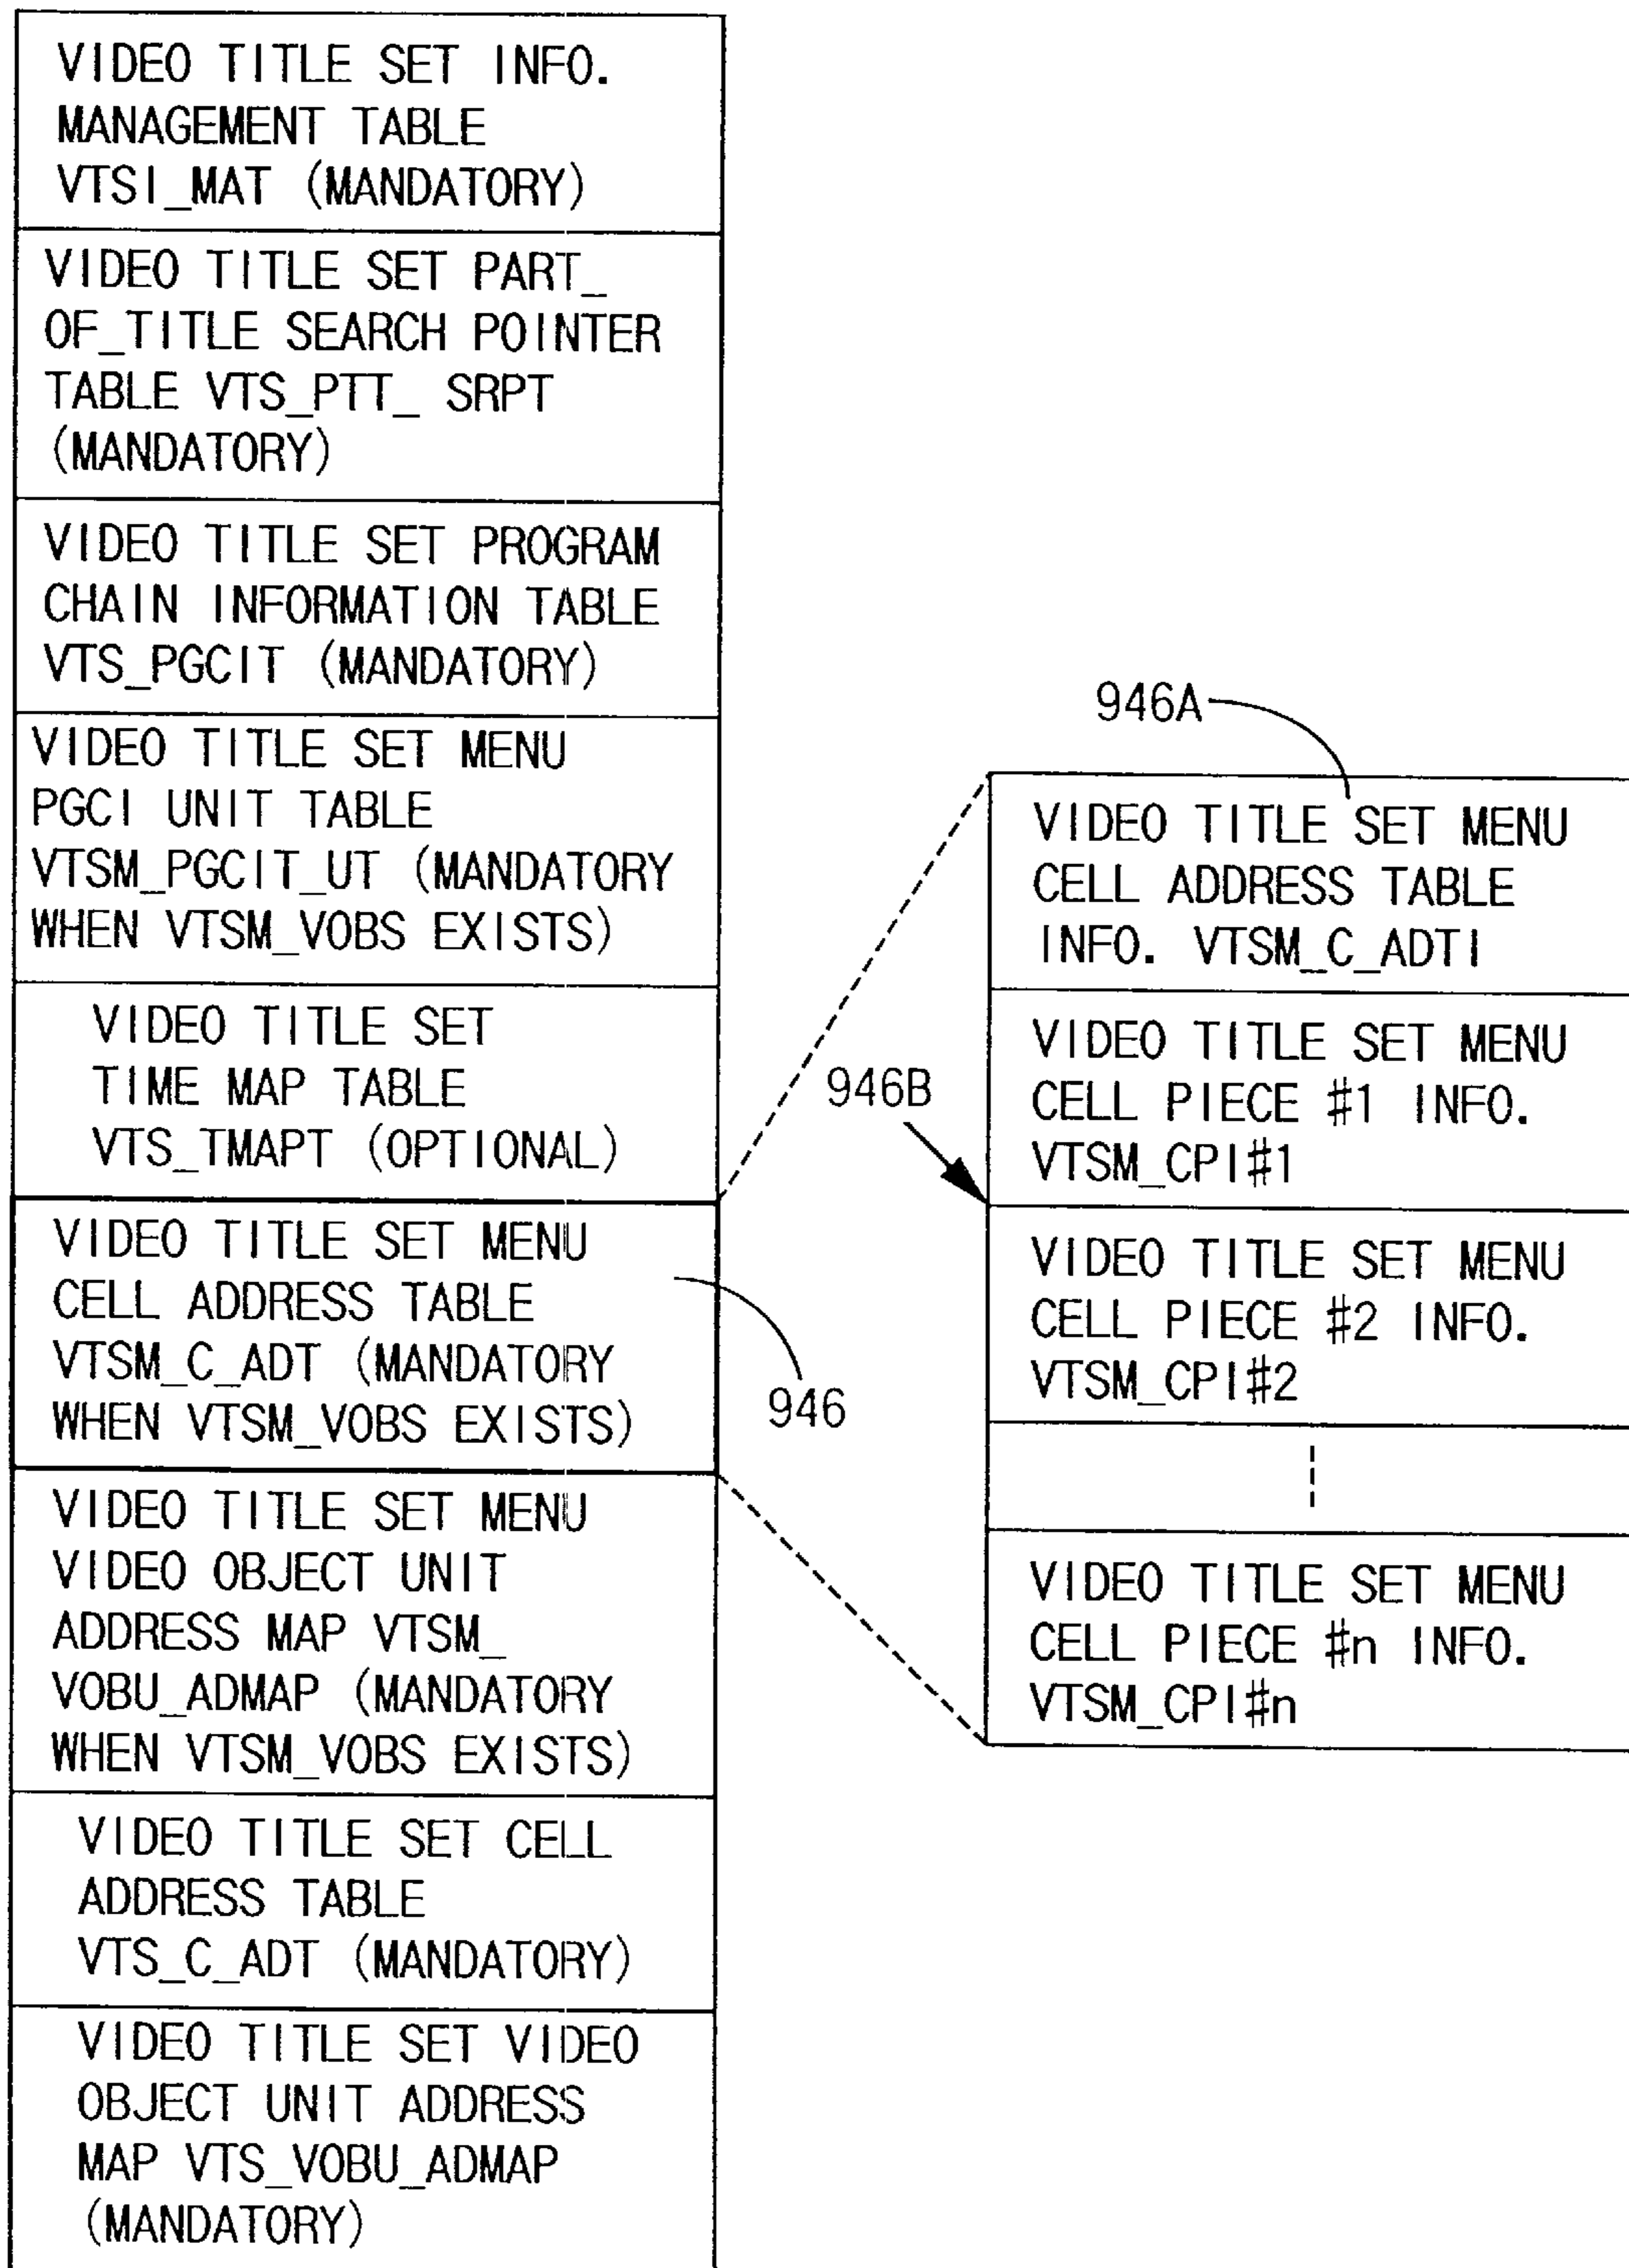 VIDEO TITLE SET INFO.
MANAGEMENT TABLE
VTSI_MAT (MANDATORY)
VIDEO TITLE SET PART_
OF_TITLE SEARCH POINTER
TABLE VTS_PTT_ SRPT
(MANDATORY)
VIDEO TITLE SET PROGRAM
CHAIN INFORMATION TABLE
VTS_PGCIT (MANDATORY)
VIDEO TITLE SET MENU
PGCI UNIT TABLE
VTSM_PGCIT_UT (MANDATORY
WHEN VTSM_VOBS EXISTS)
VIDEO TITLE SET
TIME MAP TABLE
VTS_TMAPT (OPTIONAL)
VIDEO TITLE SET MENU
CELL ADDRESS TABLE
VTSM_C_ADT (MANDATORY
WHEN VTSM_VOBS EXISTS)
946
VIDEO TITLE SET MENU
VIDEO OBJECT UNIT
ADDRESS MAP VTSM_
VOBU_ADMAP (MANDATORY
WHEN VTSM_VOBS EXISTS)
VIDEO TITLE SET CELL
ADDRESS TABLE
VTS_C_ADT (MANDATORY)
VIDEO TITLE SET VIDEO
OBJECT UNIT ADDRESS
MAP VTS_VOBU_ADMAP
(MANDATORY)
946A
VIDEO TITLE SET MENU
CELL ADDRESS TABLE
INFO. VTSM_C_ADTI
946B
VIDEO TITLE SET MENU
CELL PIECE #1 INFO.
VTSM_CPI#1
VIDEO TITLE SET MENU
CELL PIECE #2 INFO.
VTSM_CPI#2
VIDEO TITLE SET MENU
CELL PIECE #n INFO.
VTSM_CPI#n